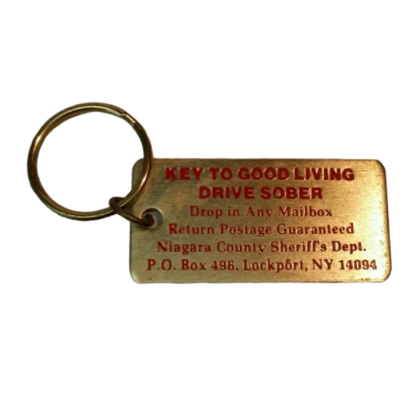 KEY TO GOOD LIVING
DRIVE SOBER
Drop in Any Mailbox
Return Postage Guaranteed
Niagara County Sheriff's Dept.
P.O. Box 496, Lockport, NY 14094